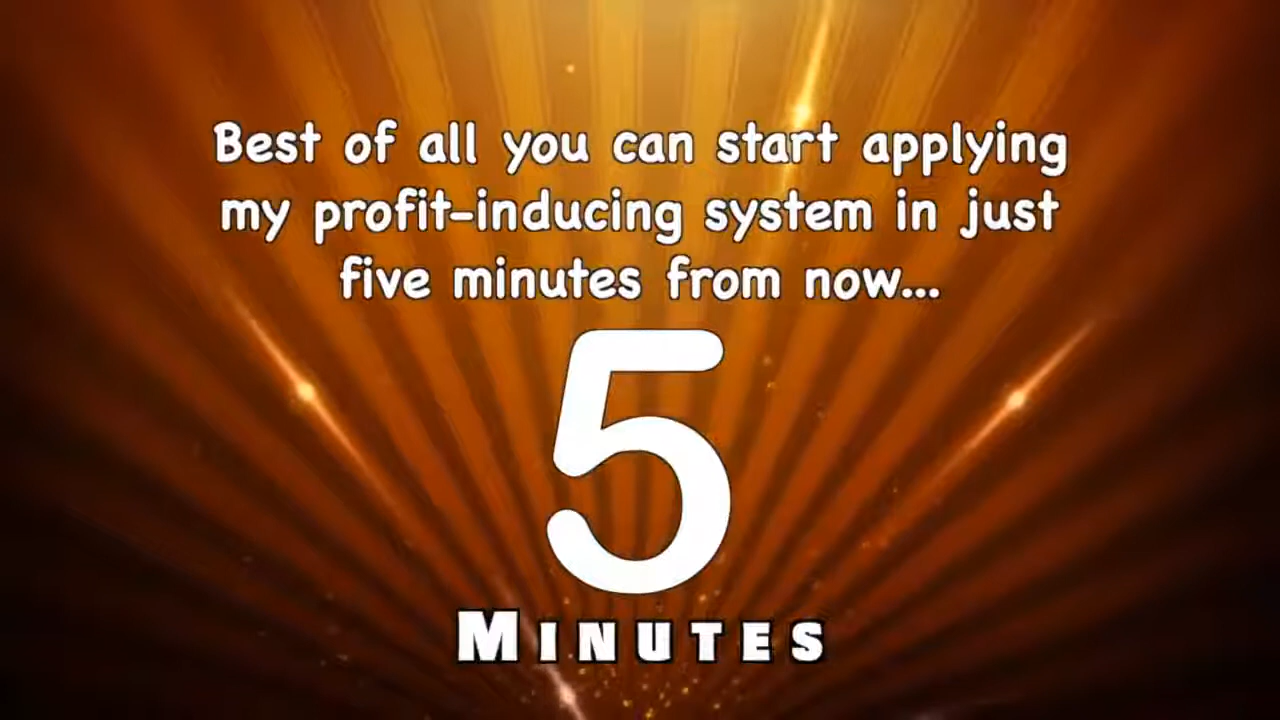 Best of all you can start applying
my profit-inducing system in just
five minutes from now...
5
MINUTES